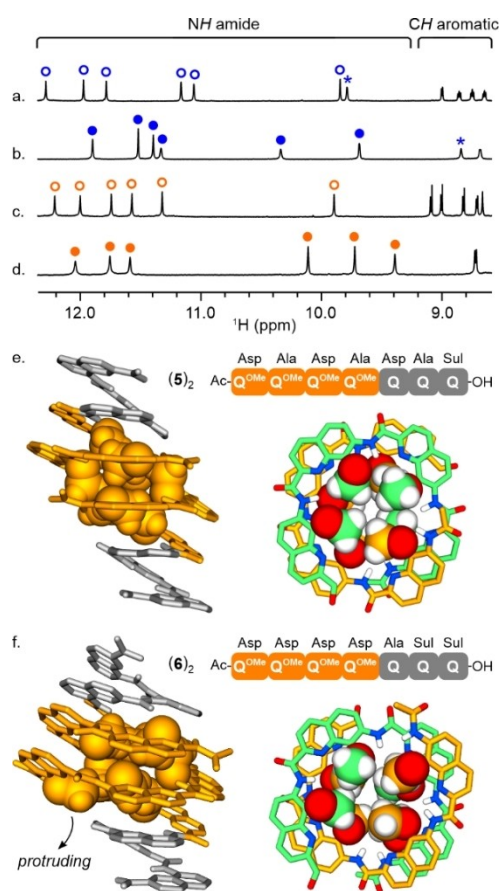 NH amide CH aromatic
a.
*
b.
*
c.
d.
12.0 11.0 10.0 9.0
¹H (ppm)
e.
(5)₂
Asp Ala Asp Ala Asp Ala Sul
Ac- Q^OMe Q^OMe Q^OMe Q^OMe Q Q Q -OH
f.
(6)₂
Asp Asp Asp Asp Ala Sul Sul
Ac- Q^OMe Q^OMe Q^OMe Q^OMe Q Q Q -OH
protruding